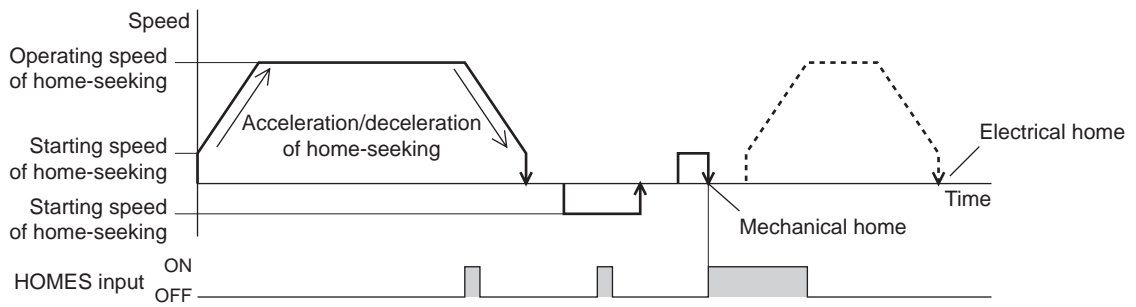 Speed
Operating speed
of home-seeking
Acceleration/deceleration
of home-seeking
Starting speed
of home-seeking
Electrical home
Time
Starting speed
of home-seeking
Mechanical home
HOMES input
ON
OFF